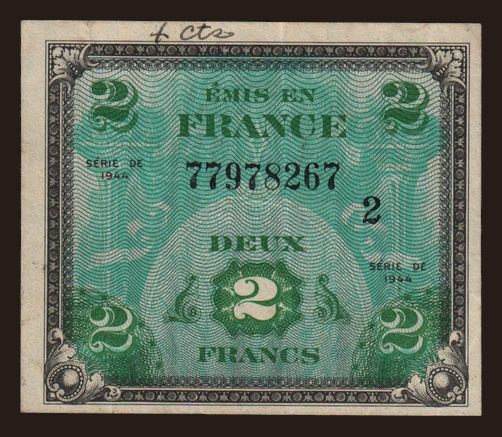 4 cts
2 ÉMIS EN 2
FRANCE
SÉRIE DE
1944
77978267
2
DEUX
SÉRIE DE
1944
2
2 2
FRANCS